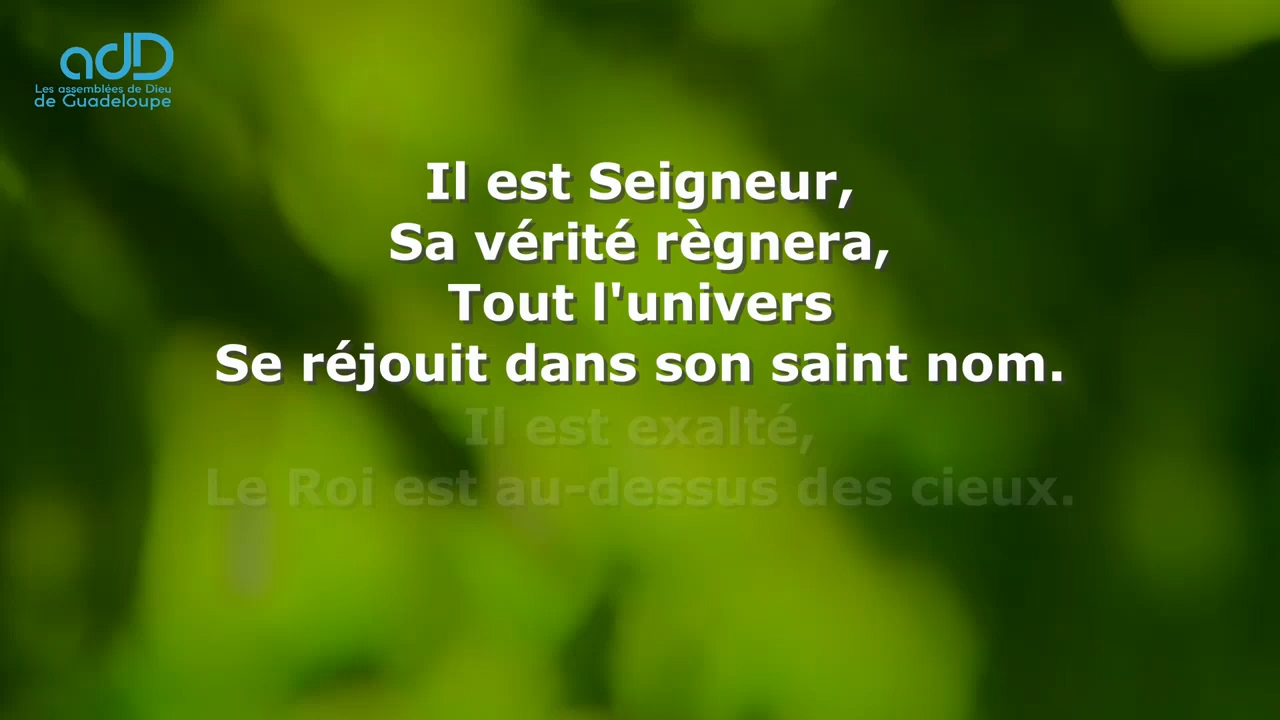 adD
Les assemblées de Dieu
de Guadeloupe
Il est Seigneur,
Sa vérité règnera,
Tout l'univers
Se réjouit dans son saint nom.
Il est exalté,
Le Roi est au-dessus des cieux.